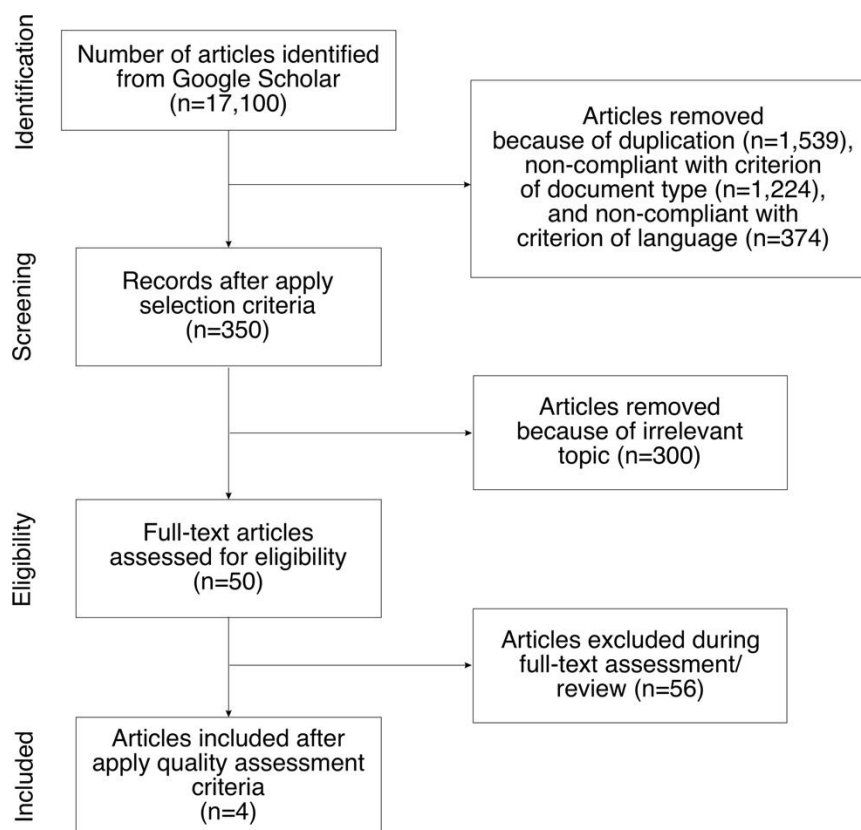 Identification
Number of articles identified
from Google Scholar
(n=17,100)
Articles removed
because of duplication (n=1,539),
non-compliant with criterion
of document type (n=1,224),
and non-compliant with
criterion of language (n=374)
Screening
Records after apply
selection criteria
(n=350)
Articles removed
because of irrelevant
topic (n=300)
Eligibility
Full-text articles
assessed for eligibility
(n=50)
Articles excluded during
full-text assessment/
review (n=56)
Included
Articles included after
apply quality assessment
criteria
(n=4)